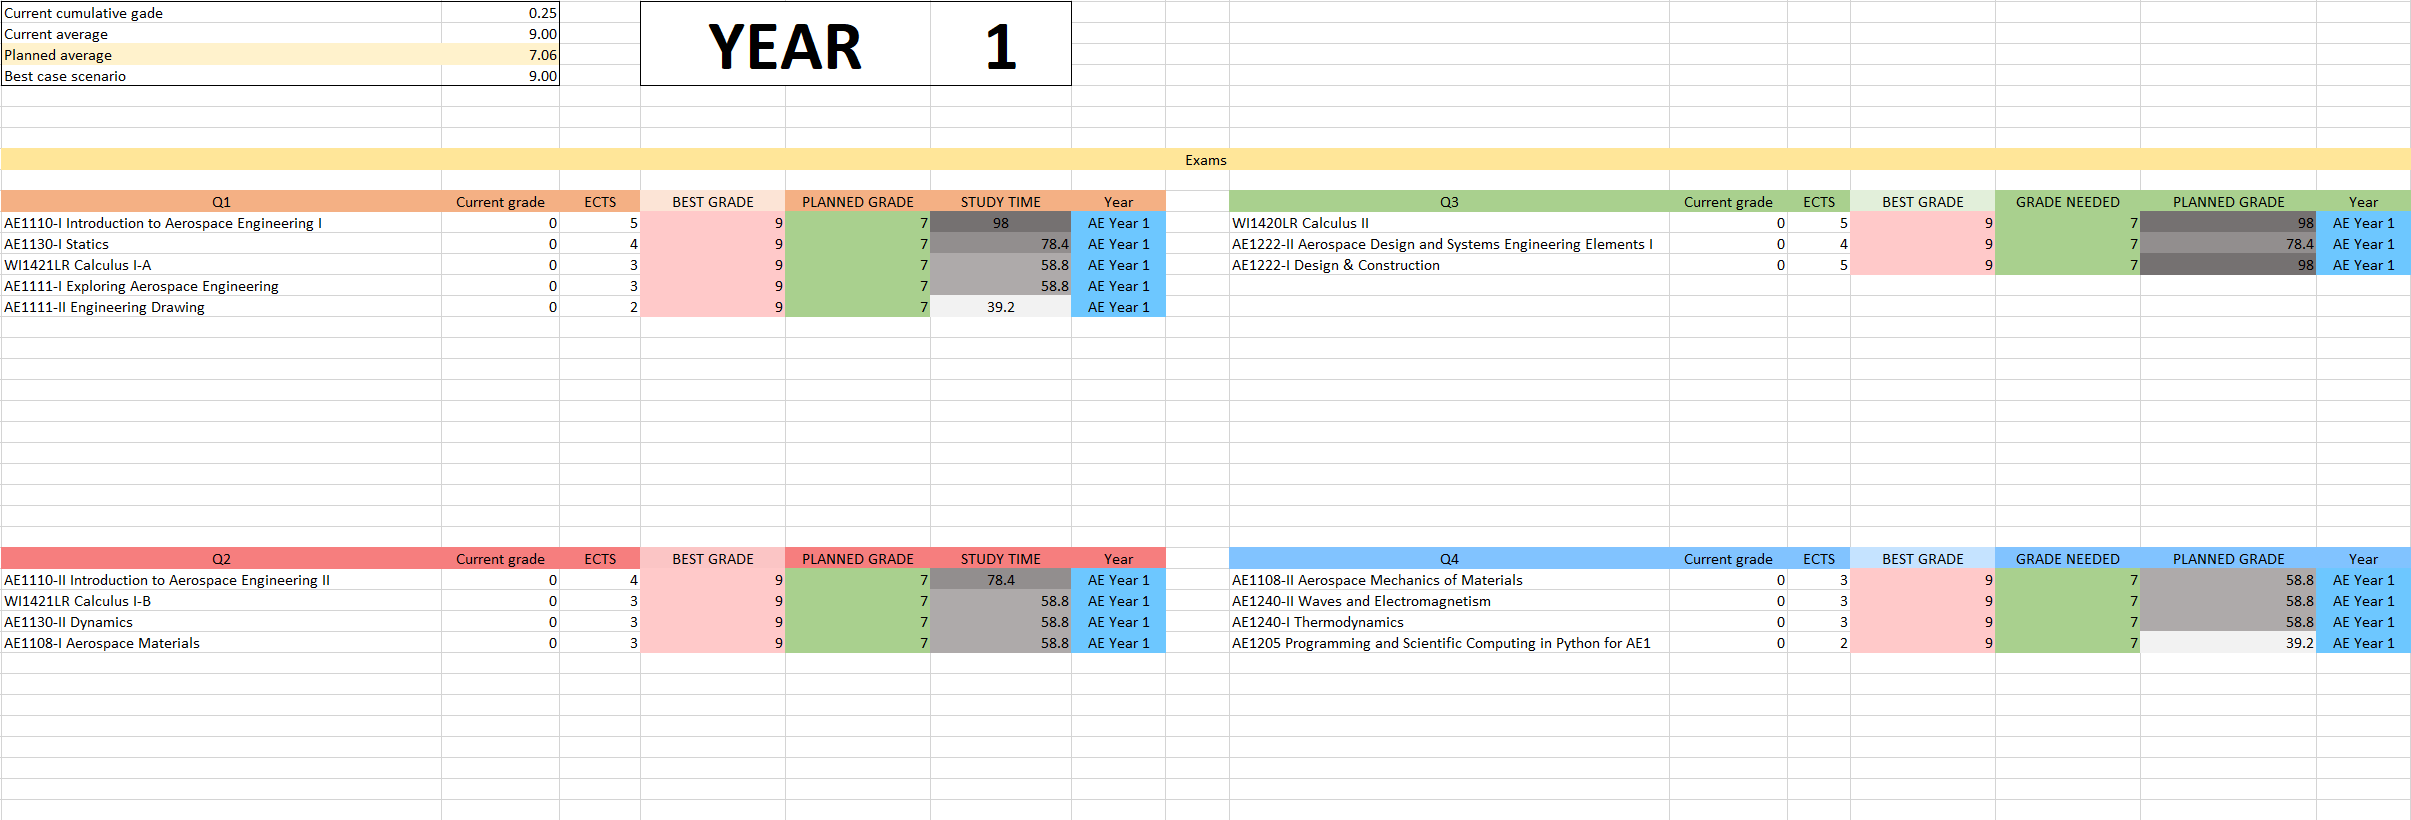 Current cumulative gade 0.25
Current average 9.00
Planned average 7.06
Best case scenario 9.00
YEAR 1
Exams
Q1 Current grade ECTS BEST GRADE PLANNED GRADE STUDY TIME Year
AE1110-I Introduction to Aerospace Engineering I 0 5 9 7 98 AE Year 1
AE1130-I Statics 0 4 9 7 78.4 AE Year 1
WI1421LR Calculus I-A 0 3 9 7 58.8 AE Year 1
AE1111-I Exploring Aerospace Engineering 0 3 9 7 58.8 AE Year 1
AE1111-II Engineering Drawing 0 2 9 7 39.2 AE Year 1
Q3 Current grade ECTS BEST GRADE GRADE NEEDED PLANNED GRADE Year
WI1420LR Calculus II 0 5 9 7 98 AE Year 1
AE1222-II Aerospace Design and Systems Engineering Elements I 0 4 9 7 78.4 AE Year 1
AE1222-I Design & Construction 0 5 9 7 98 AE Year 1
Q2 Current grade ECTS BEST GRADE PLANNED GRADE STUDY TIME Year
AE1110-II Introduction to Aerospace Engineering II 0 4 9 7 78.4 AE Year 1
WI1421LR Calculus I-B 0 3 9 7 58.8 AE Year 1
AE1130-II Dynamics 0 3 9 7 58.8 AE Year 1
AE1108-I Aerospace Materials 0 3 9 7 58.8 AE Year 1
Q4 Current grade ECTS BEST GRADE GRADE NEEDED PLANNED GRADE Year
AE1108-II Aerospace Mechanics of Materials 0 3 9 7 58.8 AE Year 1
AE1240-II Waves and Electromagnetism 0 3 9 7 58.8 AE Year 1
AE1240-I Thermodynamics 0 3 9 7 58.8 AE Year 1
AE1205 Programming and Scientific Computing in Python for AE1 0 2 9 7 39.2 AE Year 1